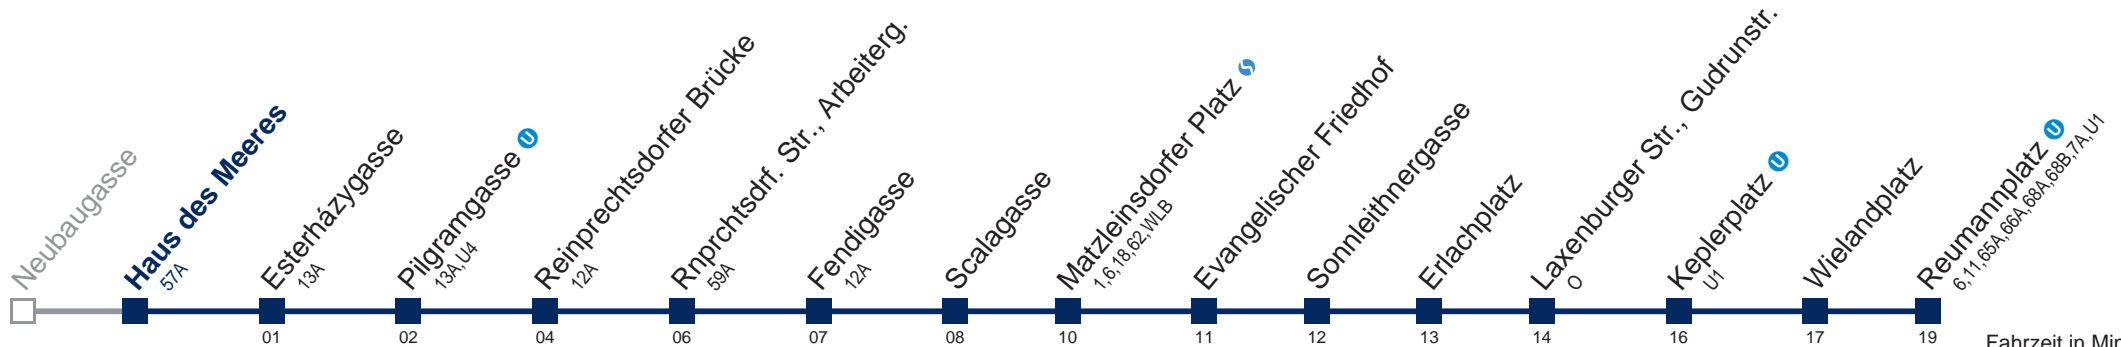 Neubaugasse
Haus des Meeres
57A
Esterházygasse
13A
Pilgramgasse U
13A,U4
Reinprechtsdorfer Brücke
12A
Rnprchtsdrf. Str., Arbeiterg.
59A
Fendigasse
12A
Scalagasse
Matzleinsdorfer Platz S
1,6,18,62,WLB
Evangelischer Friedhof
Sonnleithnergasse
Erlachplatz
Laxenburger Str., Gudrunstr.
O
Keplerplatz U
U1
Wielandplatz
Reumannplatz U
6,11,65A,66A,68A,68B,7A,U1
01 02 04 06 07 08 10 11 12 13 14 16 17 19
Fahrzeit in Min